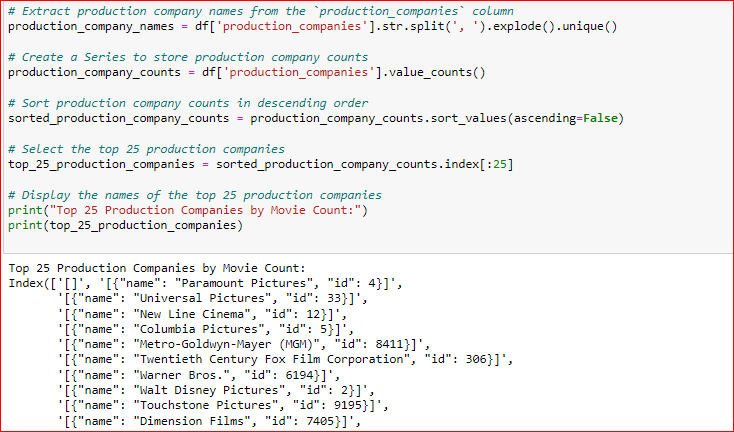 # Extract production company names from the `production_companies` column
production_company_names = df['production_companies'].str.split(', ').explode().unique()
# Create a Series to store production company counts
production_company_counts = df['production_companies'].value_counts()
# Sort production company counts in descending order
sorted_production_company_counts = production_company_counts.sort_values(ascending=False)
# Select the top 25 production companies
top_25_production_companies = sorted_production_company_counts.index[:25]
# Display the names of the top 25 production companies
print("Top 25 Production Companies by Movie Count:")
print(top_25_production_companies)
Top 25 Production Companies by Movie Count:
Index(['[]', '[{"name": "Paramount Pictures", "id": 4}]',
'[{"name": "Universal Pictures", "id": 33}]',
'[{"name": "New Line Cinema", "id": 12}]',
'[{"name": "Columbia Pictures", "id": 5}]',
'[{"name": "Metro-Goldwyn-Mayer (MGM)", "id": 8411}]',
'[{"name": "Twentieth Century Fox Film Corporation", "id": 306}]',
'[{"name": "Warner Bros.", "id": 6194}]',
'[{"name": "Walt Disney Pictures", "id": 2}]',
'[{"name": "Touchstone Pictures", "id": 9195}]',
'[{"name": "Dimension Films", "id": 7405}]',